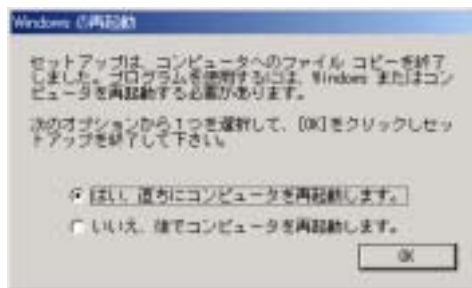 Windows の再起動
セットアップは、コンピュータへのファイル コピーを終了
しました。プログラムを使用するには、Windows またはコン
ピュータを再起動する必要があります。
次のオプションから1つを選択して、[OK]をクリックしセッ
トアップを終了して下さい。
はい、直ちにコンピュータを再起動します。
いいえ、後でコンピュータを再起動します。
OK